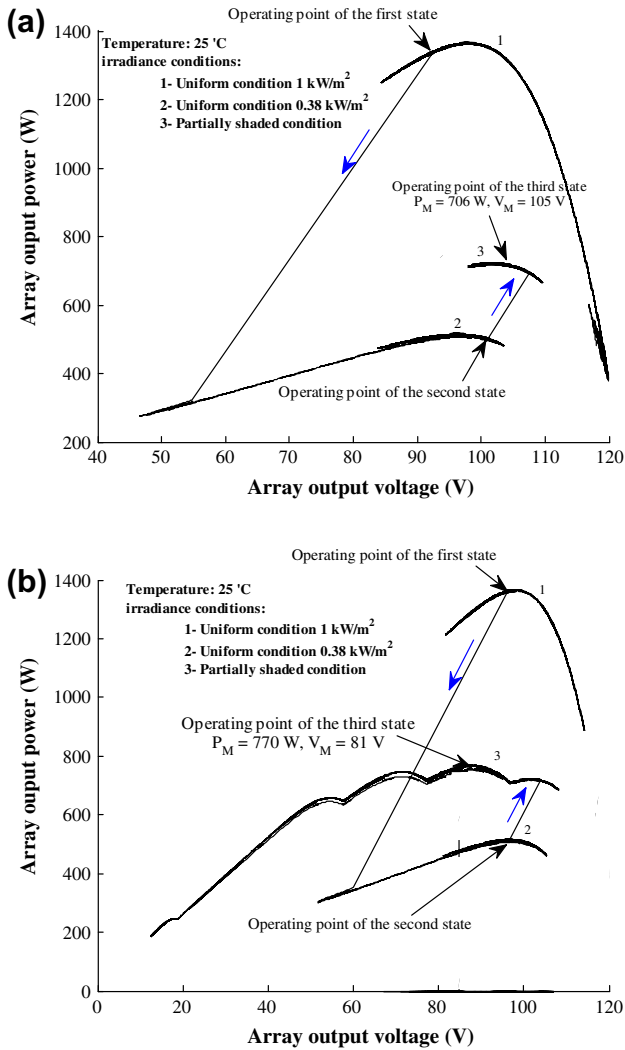 (a)
Operating point of the first state
Temperature: 25 'C
irradiance conditions:
1- Uniform condition 1 kW/m²
2- Uniform condition 0.38 kW/m²
3- Partially shaded condition
1
Operating point of the third state
P_M = 706 W, V_M = 105 V
3
2
Operating point of the second state
1400
1200
1000
800
600
400
200
40 50 60 70 80 90 100 110 120
Array ouput power (W)
Array output voltage (V)
(b)
Operating point of the first state
Temperature: 25 'C
irradiance conditions:
1- Uniform condition 1 kW/m²
2- Uniform condition 0.38 kW/m²
3- Partially shaded condition
1
Operating point of the third state
P_M = 770 W, V_M = 81 V
3
2
Operating point of the second state
1400
1200
1000
800
600
400
200
0
0 20 40 60 80 100 120
Array ouput power (W)
Array output voltage (V)